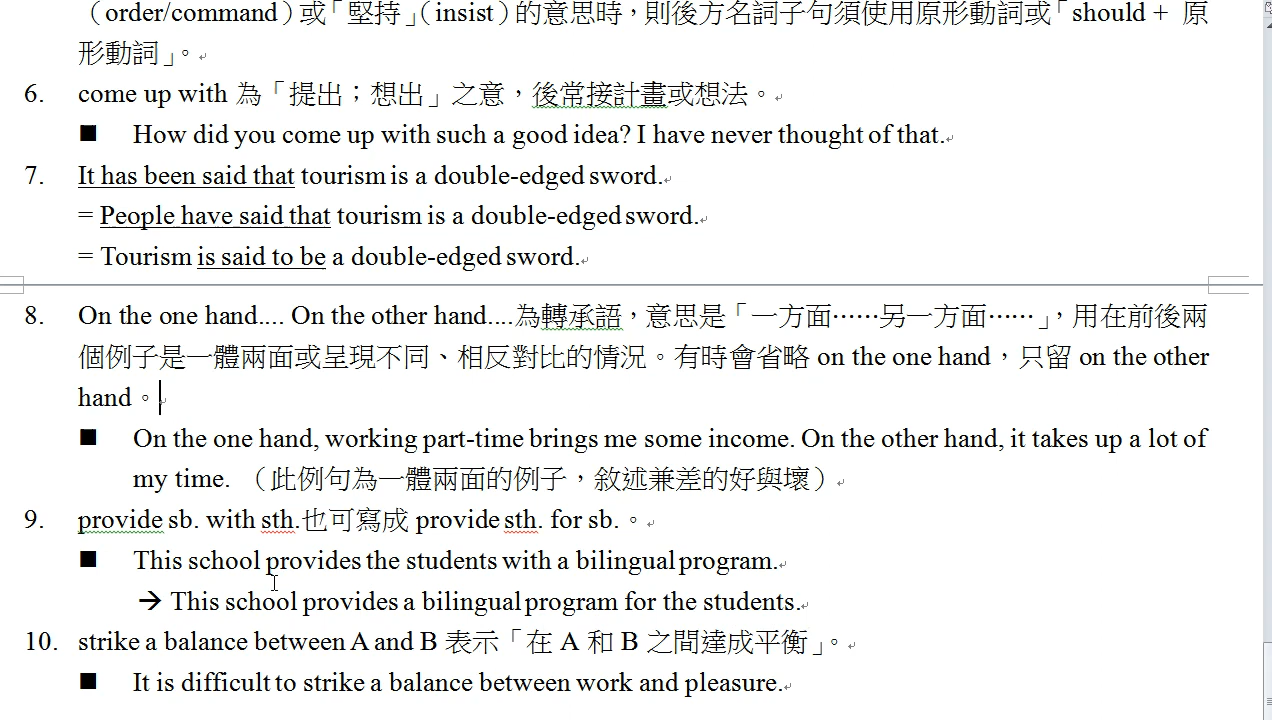 （order/command）或「堅持」（insist）的意思時，則後方名詞子句須使用原形動詞或「should + 原
形動詞」。
6. come up with 為「提出；想出」之意，後常接計畫或想法。
■ How did you come up with such a good idea? I have never thought of that.
7. It has been said that tourism is a double-edged sword.
= People have said that tourism is a double-edged sword.
= Tourism is said to be a double-edged sword.
8. On the one hand.... On the other hand....為轉承語，意思是「一方面……另一方面……」，用在前後兩
個例子是一體兩面或呈現不同、相反對比的情況。有時會省略 on the one hand，只留 on the other
hand。
■ On the one hand, working part-time brings me some income. On the other hand, it takes up a lot of
my time. （此例句為一體兩面的例子，敘述兼差的好與壞）
9. provide sb. with sth.也可寫成 provide sth. for sb.。
■ This school provides the students with a bilingual program.
→ This school provides a bilingual program for the students.
10. strike a balance between A and B 表示「在 A 和 B 之間達成平衡」。
■ It is difficult to strike a balance between work and pleasure.